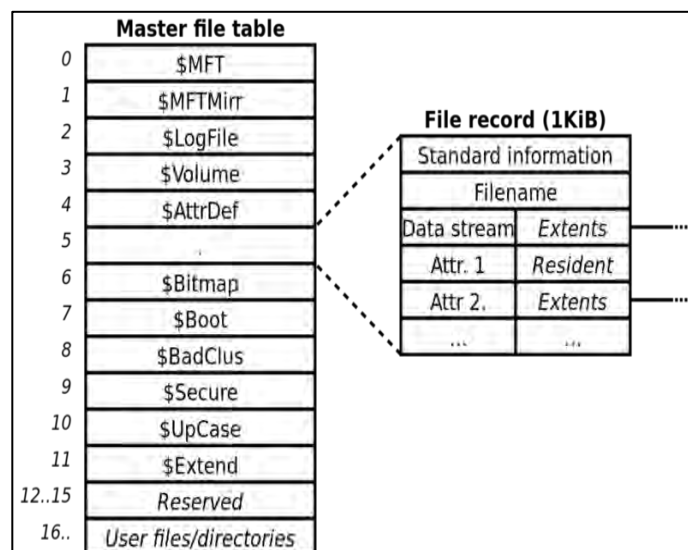 Master file table
0 $MFT
1 $MFTMirr
2 $LogFile
3 $Volume
4 $AttrDef
5 .
6 $Bitmap
7 $Boot
8 $BadClus
9 $Secure
10 $UpCase
11 $Extend
12..15 Reserved
16.. User files/directories
File record (1KiB)
Standard information
Filename
Data stream Extents
Attr. 1 Resident
Attr 2. Extents
... ...